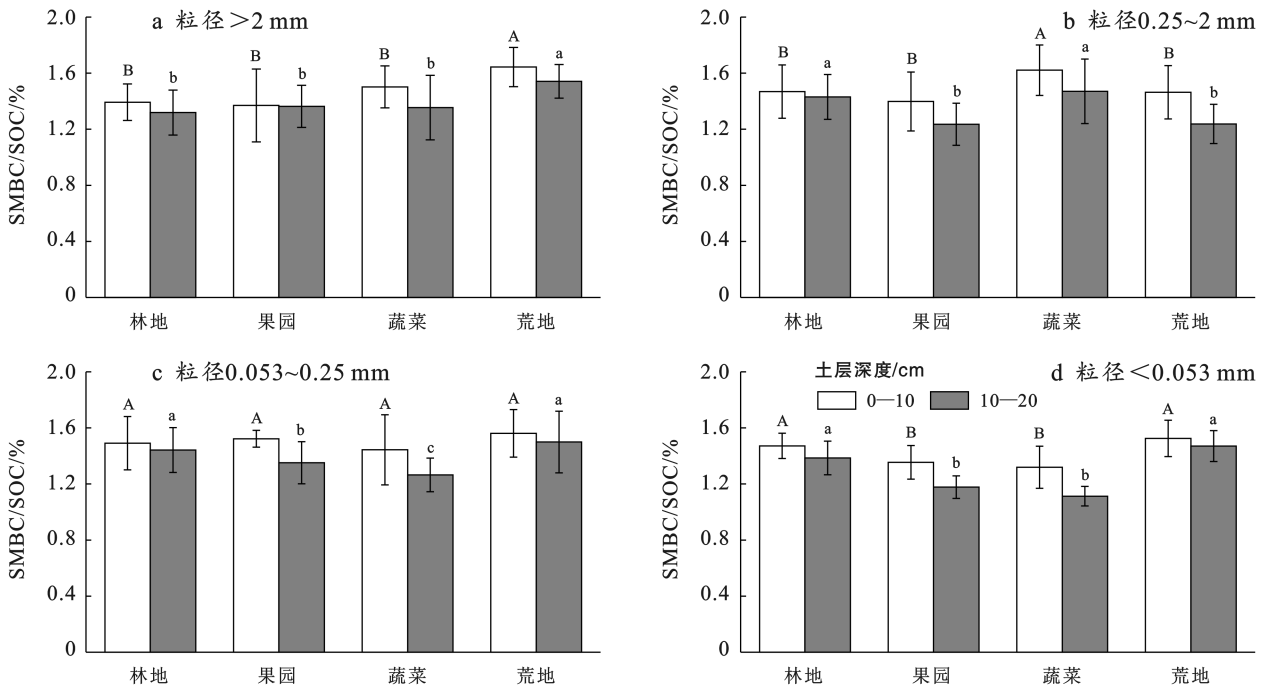 a 粒径＞2 mm
SMBC/SOC/%
2.0
1.6
1.2
0.8
0.4
0
B b B b B b A a
林地 果园 蔬菜 荒地
b 粒径0.25~2 mm
SMBC/SOC/%
2.0
1.6
1.2
0.8
0.4
0
B a B b A a B b
林地 果园 蔬菜 荒地
c 粒径0.053~0.25 mm
SMBC/SOC/%
2.0
1.6
1.2
0.8
0.4
0
A a A b A c A a
林地 果园 蔬菜 荒地
土层深度/cm
0—10 10—20
d 粒径＜0.053 mm
SMBC/SOC/%
2.0
1.6
1.2
0.8
0.4
0
A a B b B b A a
林地 果园 蔬菜 荒地